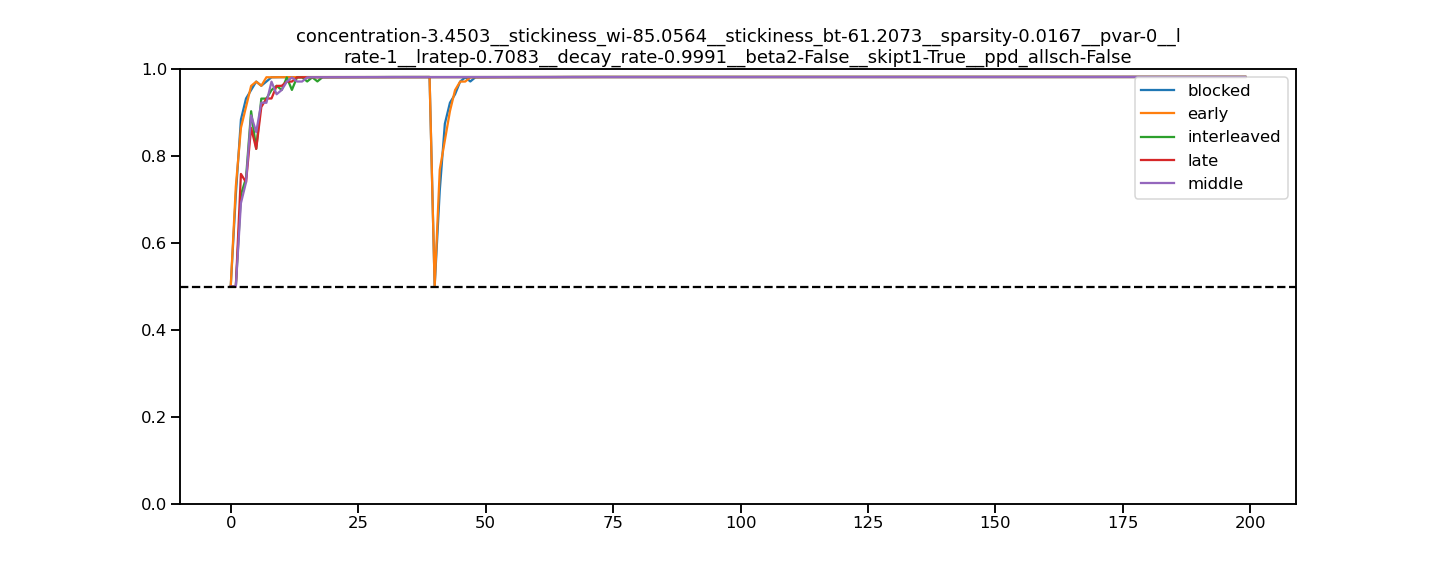 concentration-3.4503__stickiness_wi-85.0564__stickiness_bt-61.2073__sparsity-0.0167__pvar-0__l
rate-1__lratep-0.7083__decay_rate-0.9991__beta2-False__skipt1-True__ppd_allsch-False
1.0
0.8
0.6
0.4
0.2
0.0
blocked
early
interleaved
late
middle
0 25 50 75 100 125 150 175 200